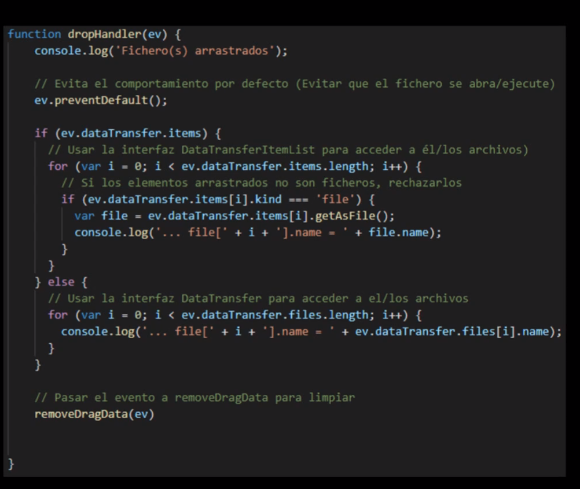 function dropHandler(ev) {
    console.log('Fichero(s) arrastrados');

    // Evita el comportamiento por defecto (Evitar que el fichero se abra/ejecute)
    ev.preventDefault();

    if (ev.dataTransfer.items) {
      // Usar la interfaz DataTransferItemList para acceder a él/los archivos)
      for (var i = 0; i < ev.dataTransfer.items.length; i++) {
        // Si los elementos arrastrados no son ficheros, rechazarlos
        if (ev.dataTransfer.items[i].kind === 'file') {
          var file = ev.dataTransfer.items[i].getAsFile();
          console.log('... file[' + i + '].name = ' + file.name);
        }
      }
    } else {
      // Usar la interfaz DataTransfer para acceder a el/los archivos
      for (var i = 0; i < ev.dataTransfer.files.length; i++) {
        console.log('... file[' + i + '].name = ' + ev.dataTransfer.files[i].name);
      }
    }

    // Pasar el evento a removeDragData para limpiar
    removeDragData(ev)

}